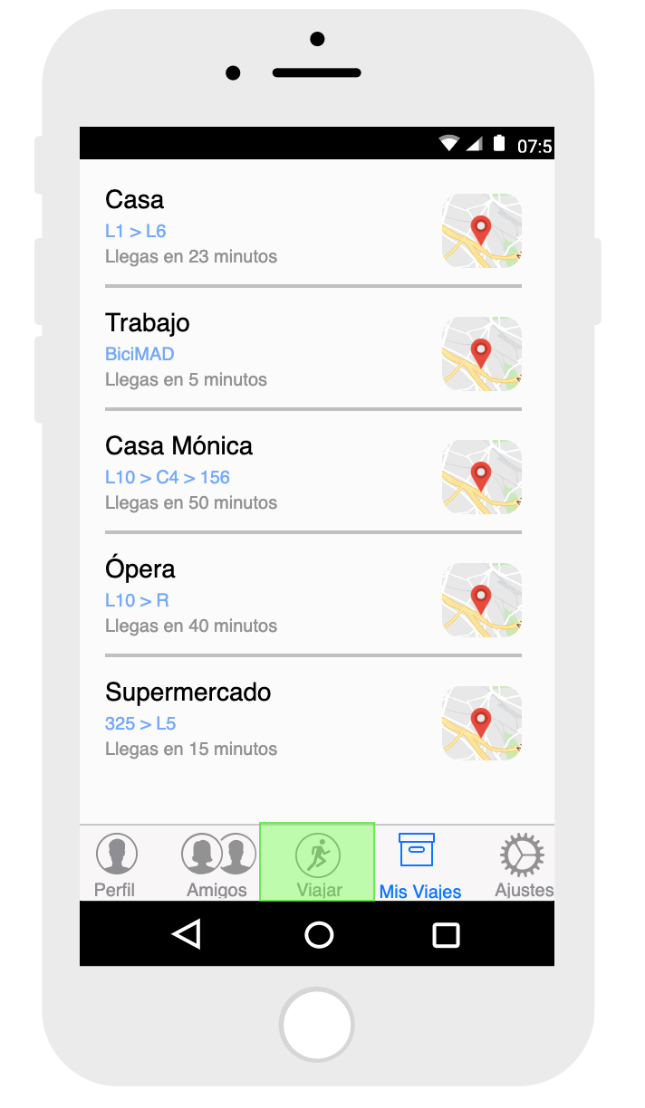 07:5
Casa
L1 > L6
Llegas en 23 minutos
Trabajo
BiciMAD
Llegas en 5 minutos
Casa Mónica
L10 > C4 > 156
Llegas en 50 minutos
Ópera
L10 > R
Llegas en 40 minutos
Supermercado
325 > L5
Llegas en 15 minutos
Perfil Amigos Viajar Mis Viajes Ajustes